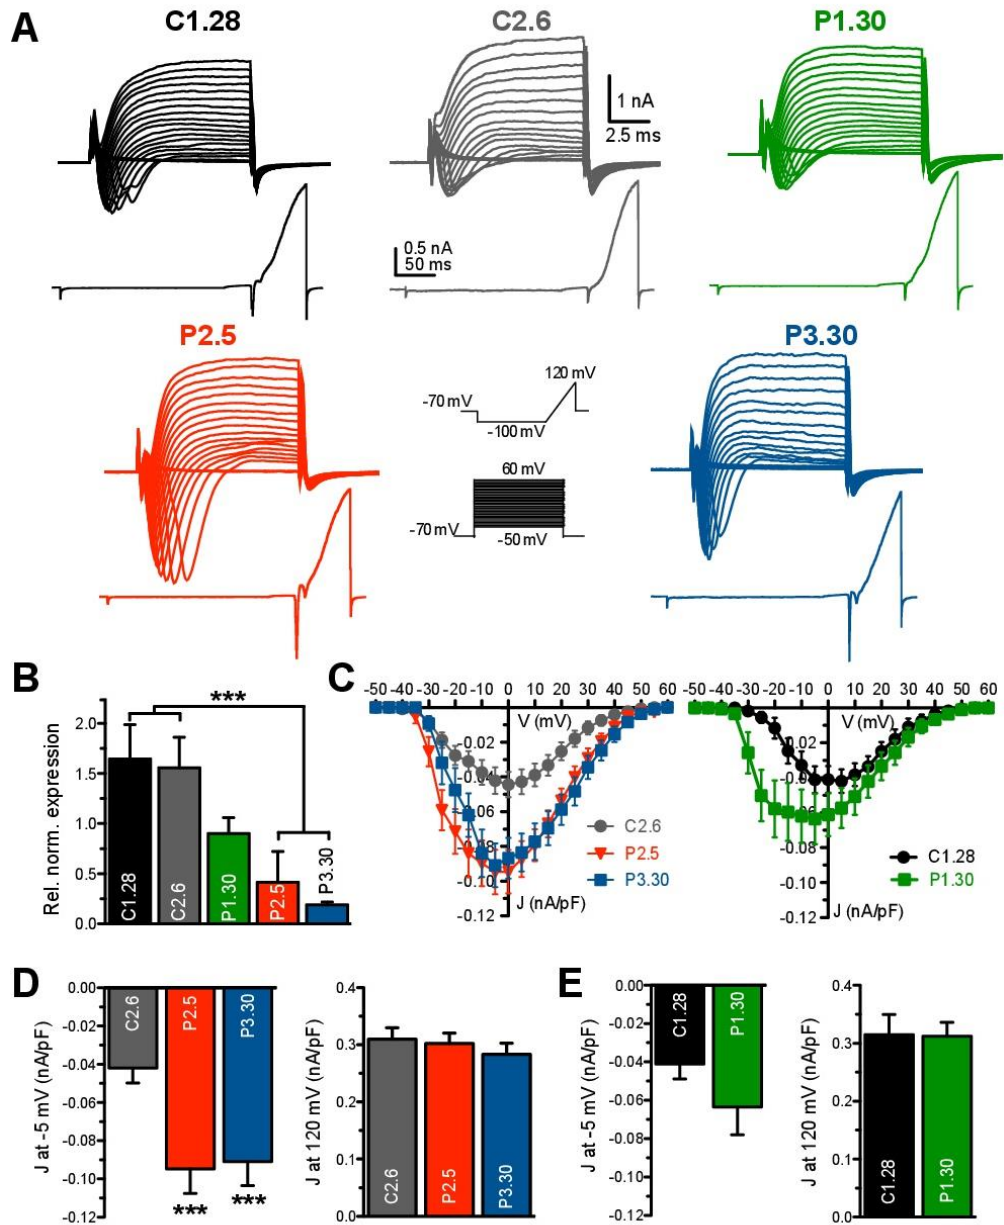 A
C1.28
C2.6
P1.30
1 nA
2.5 ms
0.5 nA
50 ms
P2.5
P3.30
120 mV
-70 mV
-100 mV
60 mV
-70 mV
-50 mV
B
Rel. norm. expression
2.0
1.5
1.0
0.5
0.0
***
C1.28
C2.6
P1.30
P2.5
P3.30
C
-50 -40 -30 -20 -10 0 10 20 30 40 50 60
V (mV)
-0.02
-0.04
-0.06
-0.08
-0.10
-0.12
J (nA/pF)
C2.6
P2.5
P3.30
-50 -40 -30 -20 -10 0 10 20 30 40 50 60
V (mV)
-0.02
-0.04
-0.06
-0.08
-0.10
-0.12
J (nA/pF)
C1.28
P1.30
D
J at -5 mV (nA/pF)
0.00
-0.02
-0.04
-0.06
-0.08
-0.10
-0.12
C2.6
P2.5
P3.30
*** ***
J at 120 mV (nA/pF)
0.4
0.3
0.2
0.1
0.0
C2.6
P2.5
P3.30
E
J at -5 mV (nA/pF)
0.00
-0.02
-0.04
-0.06
-0.08
-0.10
-0.12
C1.28
P1.30
J at 120 mV (nA/pF)
0.4
0.3
0.2
0.1
0.0
C1.28
P1.30